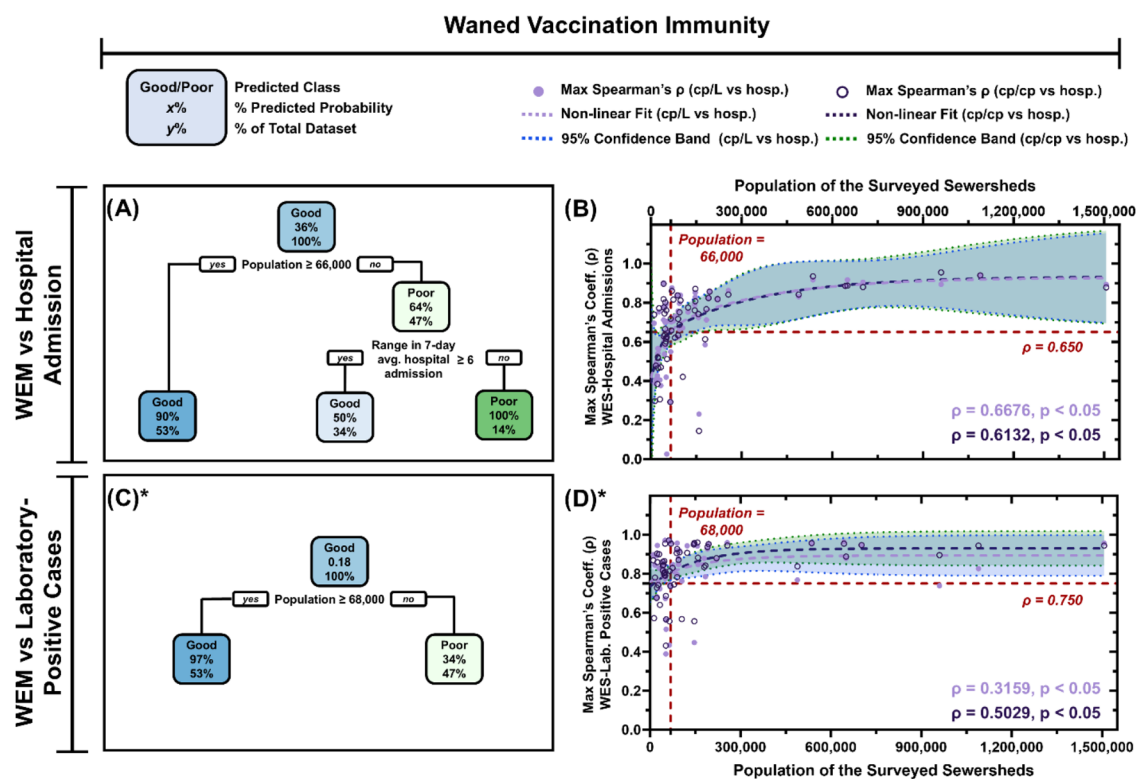 Waned Vaccination Immunity
Good/Poor
x%
y%
Predicted Class
% Predicted Probability
% of Total Dataset
Max Spearman's ρ (cp/L vs hosp.)
Non-linear Fit (cp/L vs hosp.)
95% Confidence Band (cp/L vs hosp.)
Max Spearman's ρ (cp/cp vs hosp.)
Non-linear Fit (cp/cp vs hosp.)
95% Confidence Band (cp/cp vs hosp.)
WEM vs Hospital
Admission
(A)
Good
36%
100%
yes
Population ≥ 66,000
no
Poor
64%
47%
yes
Range in 7-day
avg. hospital ≥ 6
admission
no
Good
90%
53%
Good
50%
34%
Poor
100%
14%
(B)
Population of the Surveyed Sewersheds
0
300,000
600,000
900,000
1,200,000
1,500,000
Population =
66,000
Max Spearman's Coeff. (ρ)
WES-Hospital Admissions
1.0
0.8
0.6
0.4
0.2
0.0
ρ = 0.650
ρ = 0.6676, p < 0.05
ρ = 0.6132, p < 0.05
WEM vs Laboratory-
Positive Cases
(C)*
Good
0.18
100%
yes
Population ≥ 68,000
no
Good
97%
53%
Poor
34%
47%
(D)*
Population =
68,000
Max Spearman's Coeff. (ρ)
WES-Lab. Positive Cases
1.0
0.8
0.6
0.4
0.2
0.0
ρ = 0.750
ρ = 0.3159, p < 0.05
ρ = 0.5029, p < 0.05
0
300,000
600,000
900,000
1,200,000
1,500,000
Population of the Surveyed Sewersheds